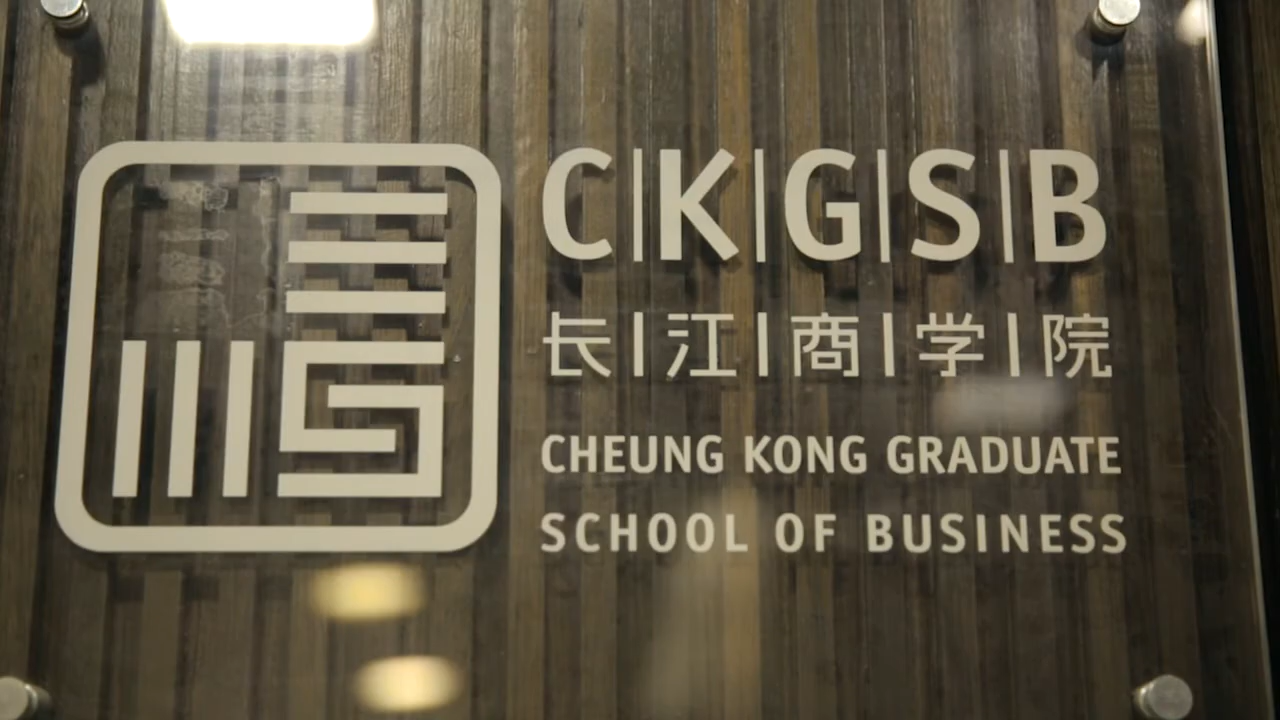 C|K|G|S|B
长|江|商|学|院
CHEUNG KONG GRADUATE
SCHOOL OF BUSINESS